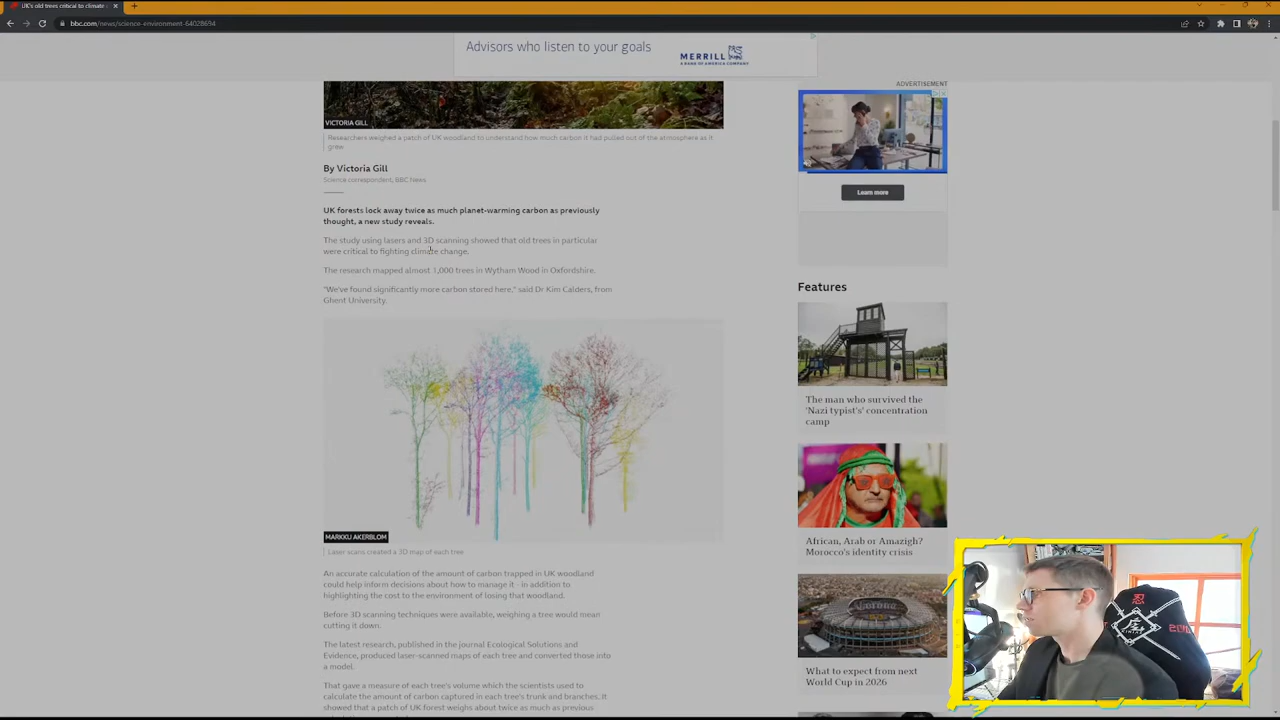 UK's old trees critical to climate
bbc.com/news/science-environment-64028694
Advisors who listen to your goals
MERRILL
A BANK OF AMERICA COMPANY
VICTORIA GILL
Researchers weighed a patch of UK woodland to understand how much carbon it had pulled out of the atmosphere as it
grew
By Victoria Gill
Science correspondent, BBC News
UK forests lock away twice as much planet-warming carbon as previously
thought, a new study reveals.
The study using lasers and 3D scanning showed that old trees in particular
were critical to fighting climate change.
The research mapped almost 1,000 trees in Wytham Wood in Oxfordshire.
"We've found significantly more carbon stored here," said Dr Kim Calders, from
Ghent University.
MARKKU AKERBLOM
Laser scans created a 3D map of each tree
An accurate calculation of the amount of carbon trapped in UK woodland
could help inform decisions about how to manage it - in addition to
highlighting the cost to the environment of losing that woodland.
Before 3D scanning techniques were available, weighing a tree would mean
cutting it down.
The latest research, published in the journal Ecological Solutions and
Evidence, produced laser-scanned maps of each tree and converted those into
a model.
That gave a measure of each tree's volume which the scientists used to
calculate the amount of carbon captured in each tree's trunk and branches. It
showed that a patch of UK forest weighs about twice as much as previous
ADVERTISEMENT
Learn more
Features
The man who survived the
'Nazi typist's' concentration
camp
African, Arab or Amazigh?
Morocco's identity crisis
Corona
What to expect from next
World Cup in 2026